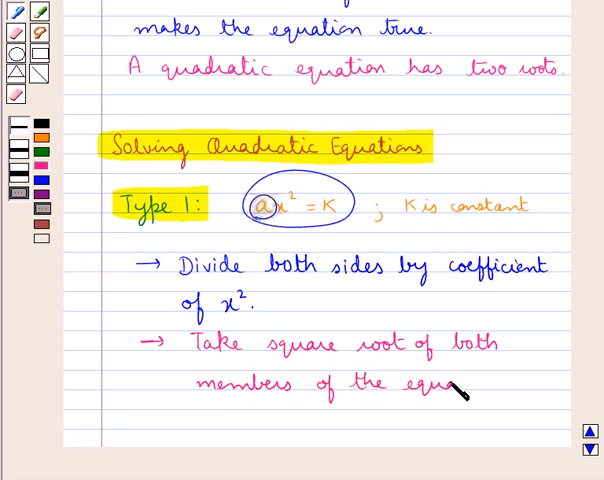 makes the equation true.
A quadratic equation has two roots.
Solving Quadratic Equations
Type 1: ax² = K ; K is constant
→ Divide both sides by coefficient
of x².
→ Take square root of both
members of the equa